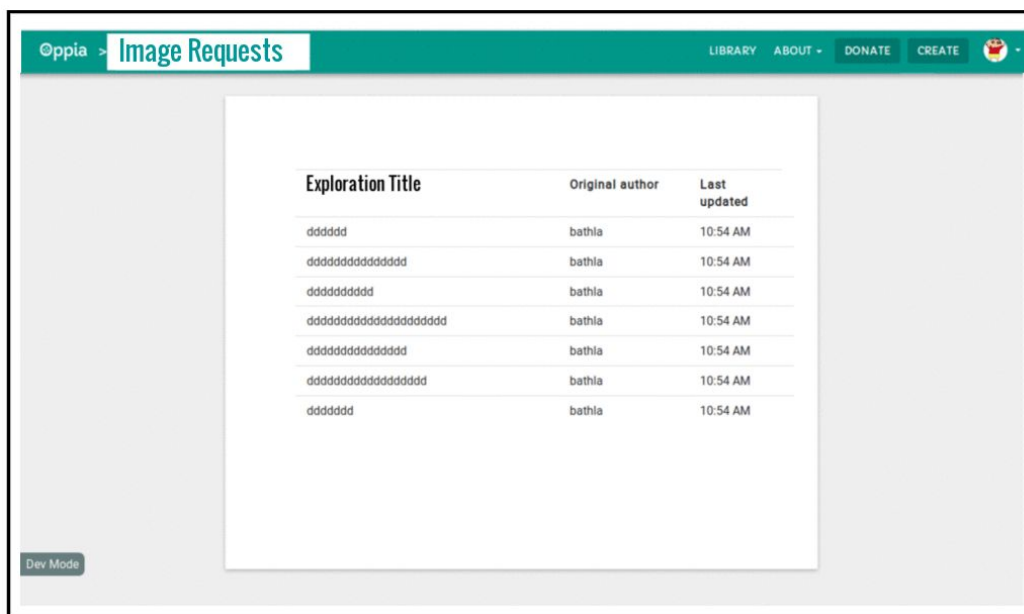 Oppia > Image Requests LIBRARY ABOUT DONATE CREATE
Exploration Title Original author Last
updated
dddddd bathla 10:54 AM
ddddddddddddddd bathla 10:54 AM
dddddddddd bathla 10:54 AM
ddddddddddddddddddddd bathla 10:54 AM
ddddddddddddddd bathla 10:54 AM
dddddddddddddddddd bathla 10:54 AM
ddddddd bathla 10:54 AM
Dev Mode